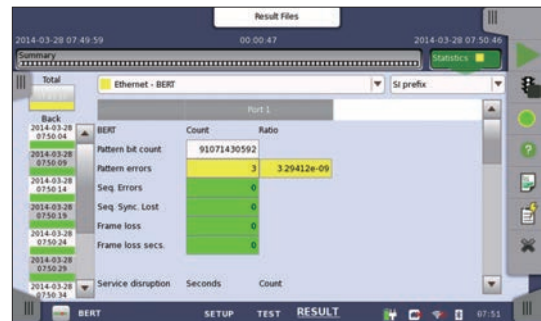 Result Files
2014-03-28 07:49:59 00:00:47 2014-03-28 07:50:46
Summary Statistics
Total Ethernet - BERT SI prefix
Port 1
Back
2014-03-28 07:50:04
2014-03-28 07:50:09
2014-03-28 07:50:14
2014-03-28 07:50:19
2014-03-28 07:50:24
2014-03-28 07:50:29
2014-03-28 07:50:34
BERT Count Ratio
Pattern bit count 91071430592
Pattern errors 3 3.29412e-09
Seq. Errors 0
Seq. Sync. Lost 0
Frame loss 0
Frame loss secs. 0
Service disruption Seconds Count
BERT SETUP TEST RESULT 07:51